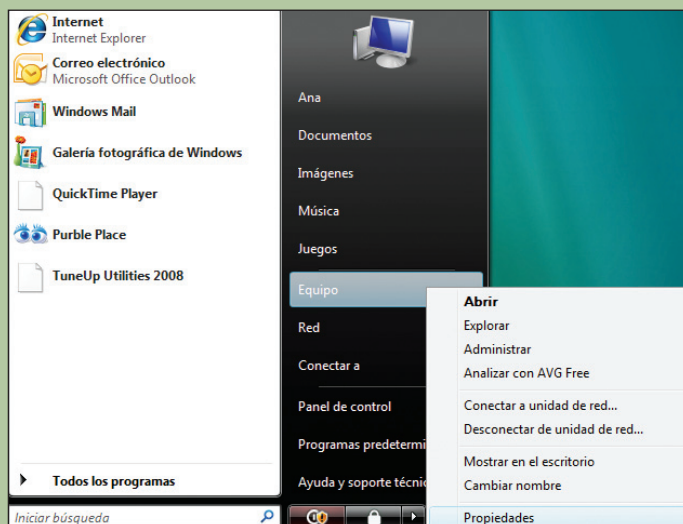 Internet
Internet Explorer
Correo electrónico
Microsoft Office Outlook
Windows Mail
Galería fotográfica de Windows
QuickTime Player
Purble Place
TuneUp Utilities 2008
Todos los programas
Iniciar búsqueda
Ana
Documentos
Imágenes
Música
Juegos
Equipo
Red
Conectar a
Panel de control
Programas predetermi
Ayuda y soporte técni
Abrir
Explorar
Administrar
Analizar con AVG Free
Conectar a unidad de red...
Desconectar de unidad de red...
Mostrar en el escritorio
Cambiar nombre
Propiedades